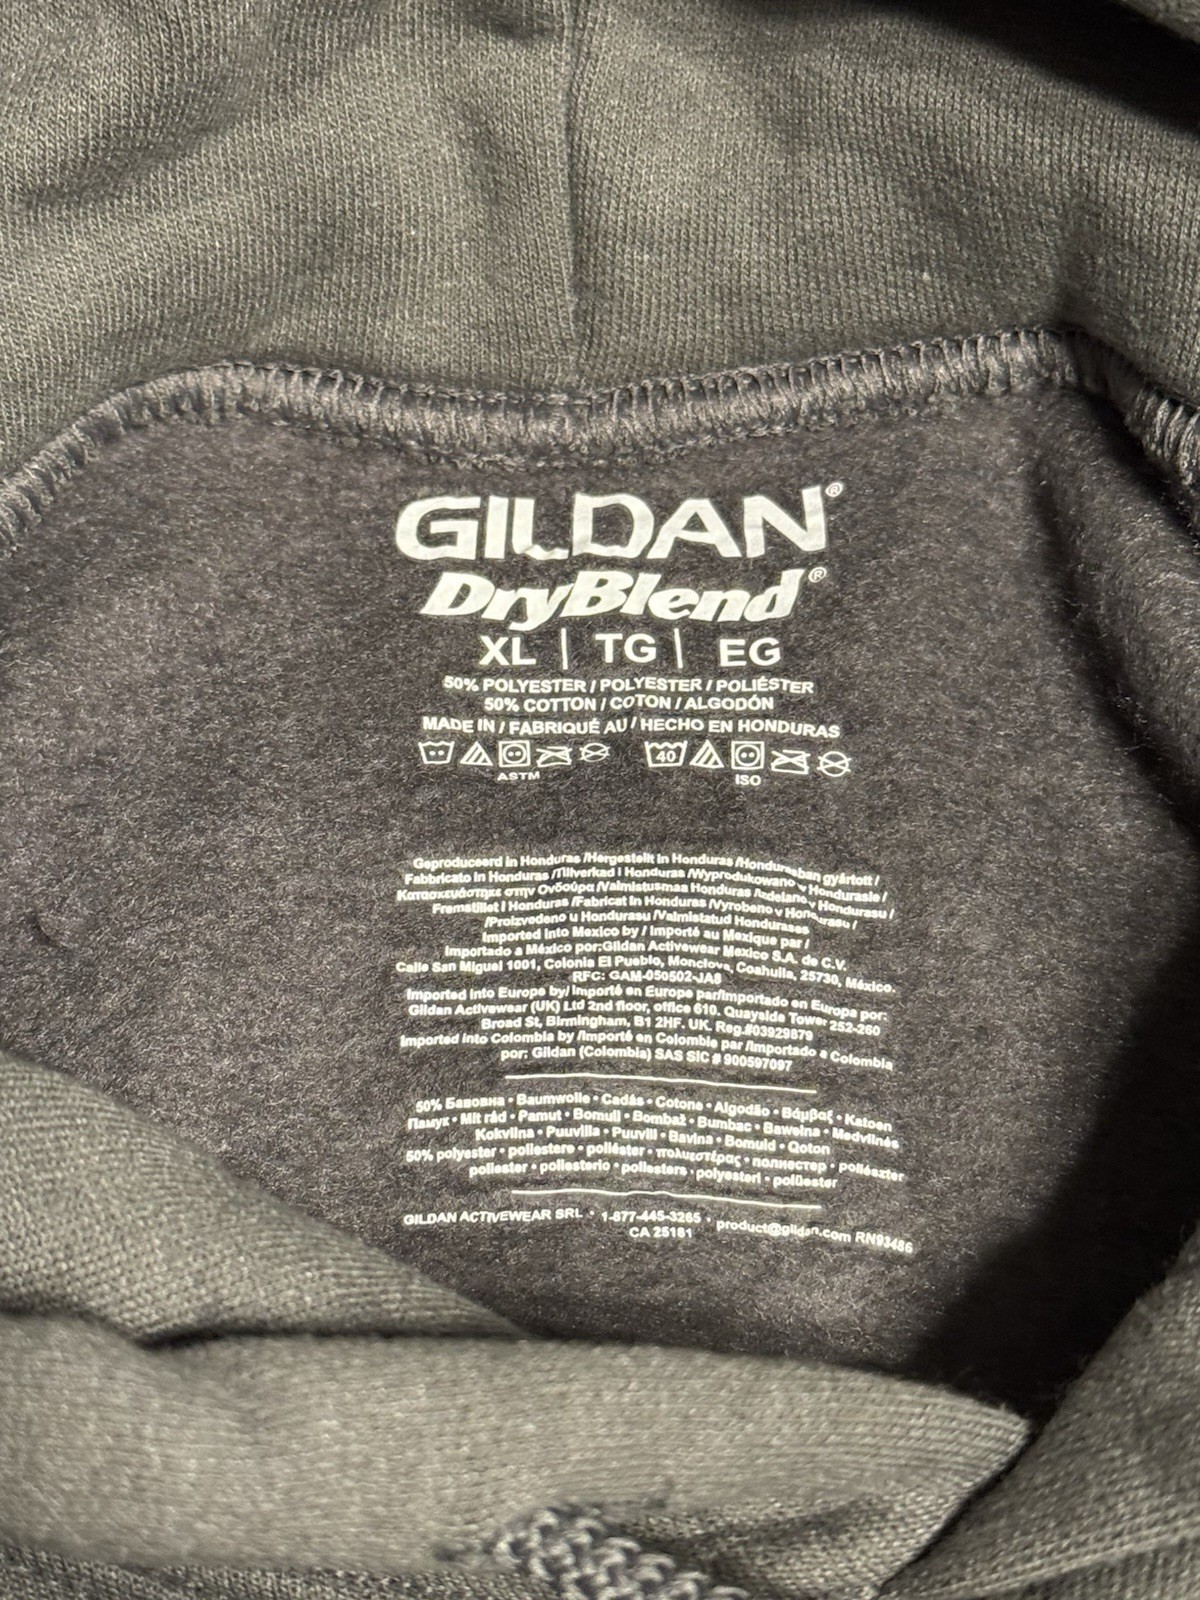 GILDAN®
DryBlend®
XL | TG | EG
50% POLYESTER / POLYESTER / POLIÉSTER
50% COTTON / COTON / ALGODÓN
MADE IN / FABRIQUÉ AU / HECHO EN HONDURAS
40
ASTM ISO
Geproduceerd in Honduras /Hergestellt in Honduras /Hondurasban gyártott /
Fabbricato in Honduras /Tillverkad i Honduras /Wyprodukowano v Hondurasie /
Κατασκευάστηκε στην Ονδούρα /Valmistusmaa Honduras /Izdelano v Hondurasu /
Fremstillet i Honduras /Fabricat în Honduras /Vyrobeno v Hondurasu /
/Proizvedeno u Hondurasu /Valmistatud Hondurases
Imported into Mexico by / Importé au Mexique par /
Importado a México por:Gildan Activewear Mexico S.A. de C.V.
Calle San Miguel 1001, Colonia El Pueblo, Monclova, Coahuila, 25730, México.
RFC: GAM-050502-JA8
Imported into Europe by/ Importé en Europe par/Importado en Europa por:
Gildan Activewear (UK) Ltd 2nd floor, office 610. Quayside Tower 252-260
Broad St, Birmingham, B1 2HF. UK. Reg.#03929879
Imported into Colombia by /Importé en Colombie par /Importado a Colombia
por: Gildan (Colombia) SAS SIC # 900597097
50% Бавовна • Baumwolle • Cadás • Cotone • Algodão • Βάμβαξ • Katoen
Памук • Mit râd • Pamut • Bomull • Bombaž • Bumbac • Bawełna • Medvilnės
Kokvilna • Puuvilla • Puuvill • Bavlna • Bomuld • Qoton
50% polyester • poliestere • poliéster • πολυεστέρας • полиестер • poliészter
poliester • poliesterio • poliesters • polyesteri • polüester
GILDAN ACTIVEWEAR SRL • 1-877-445-3265 • product@gildan.com RN93486
CA 25181